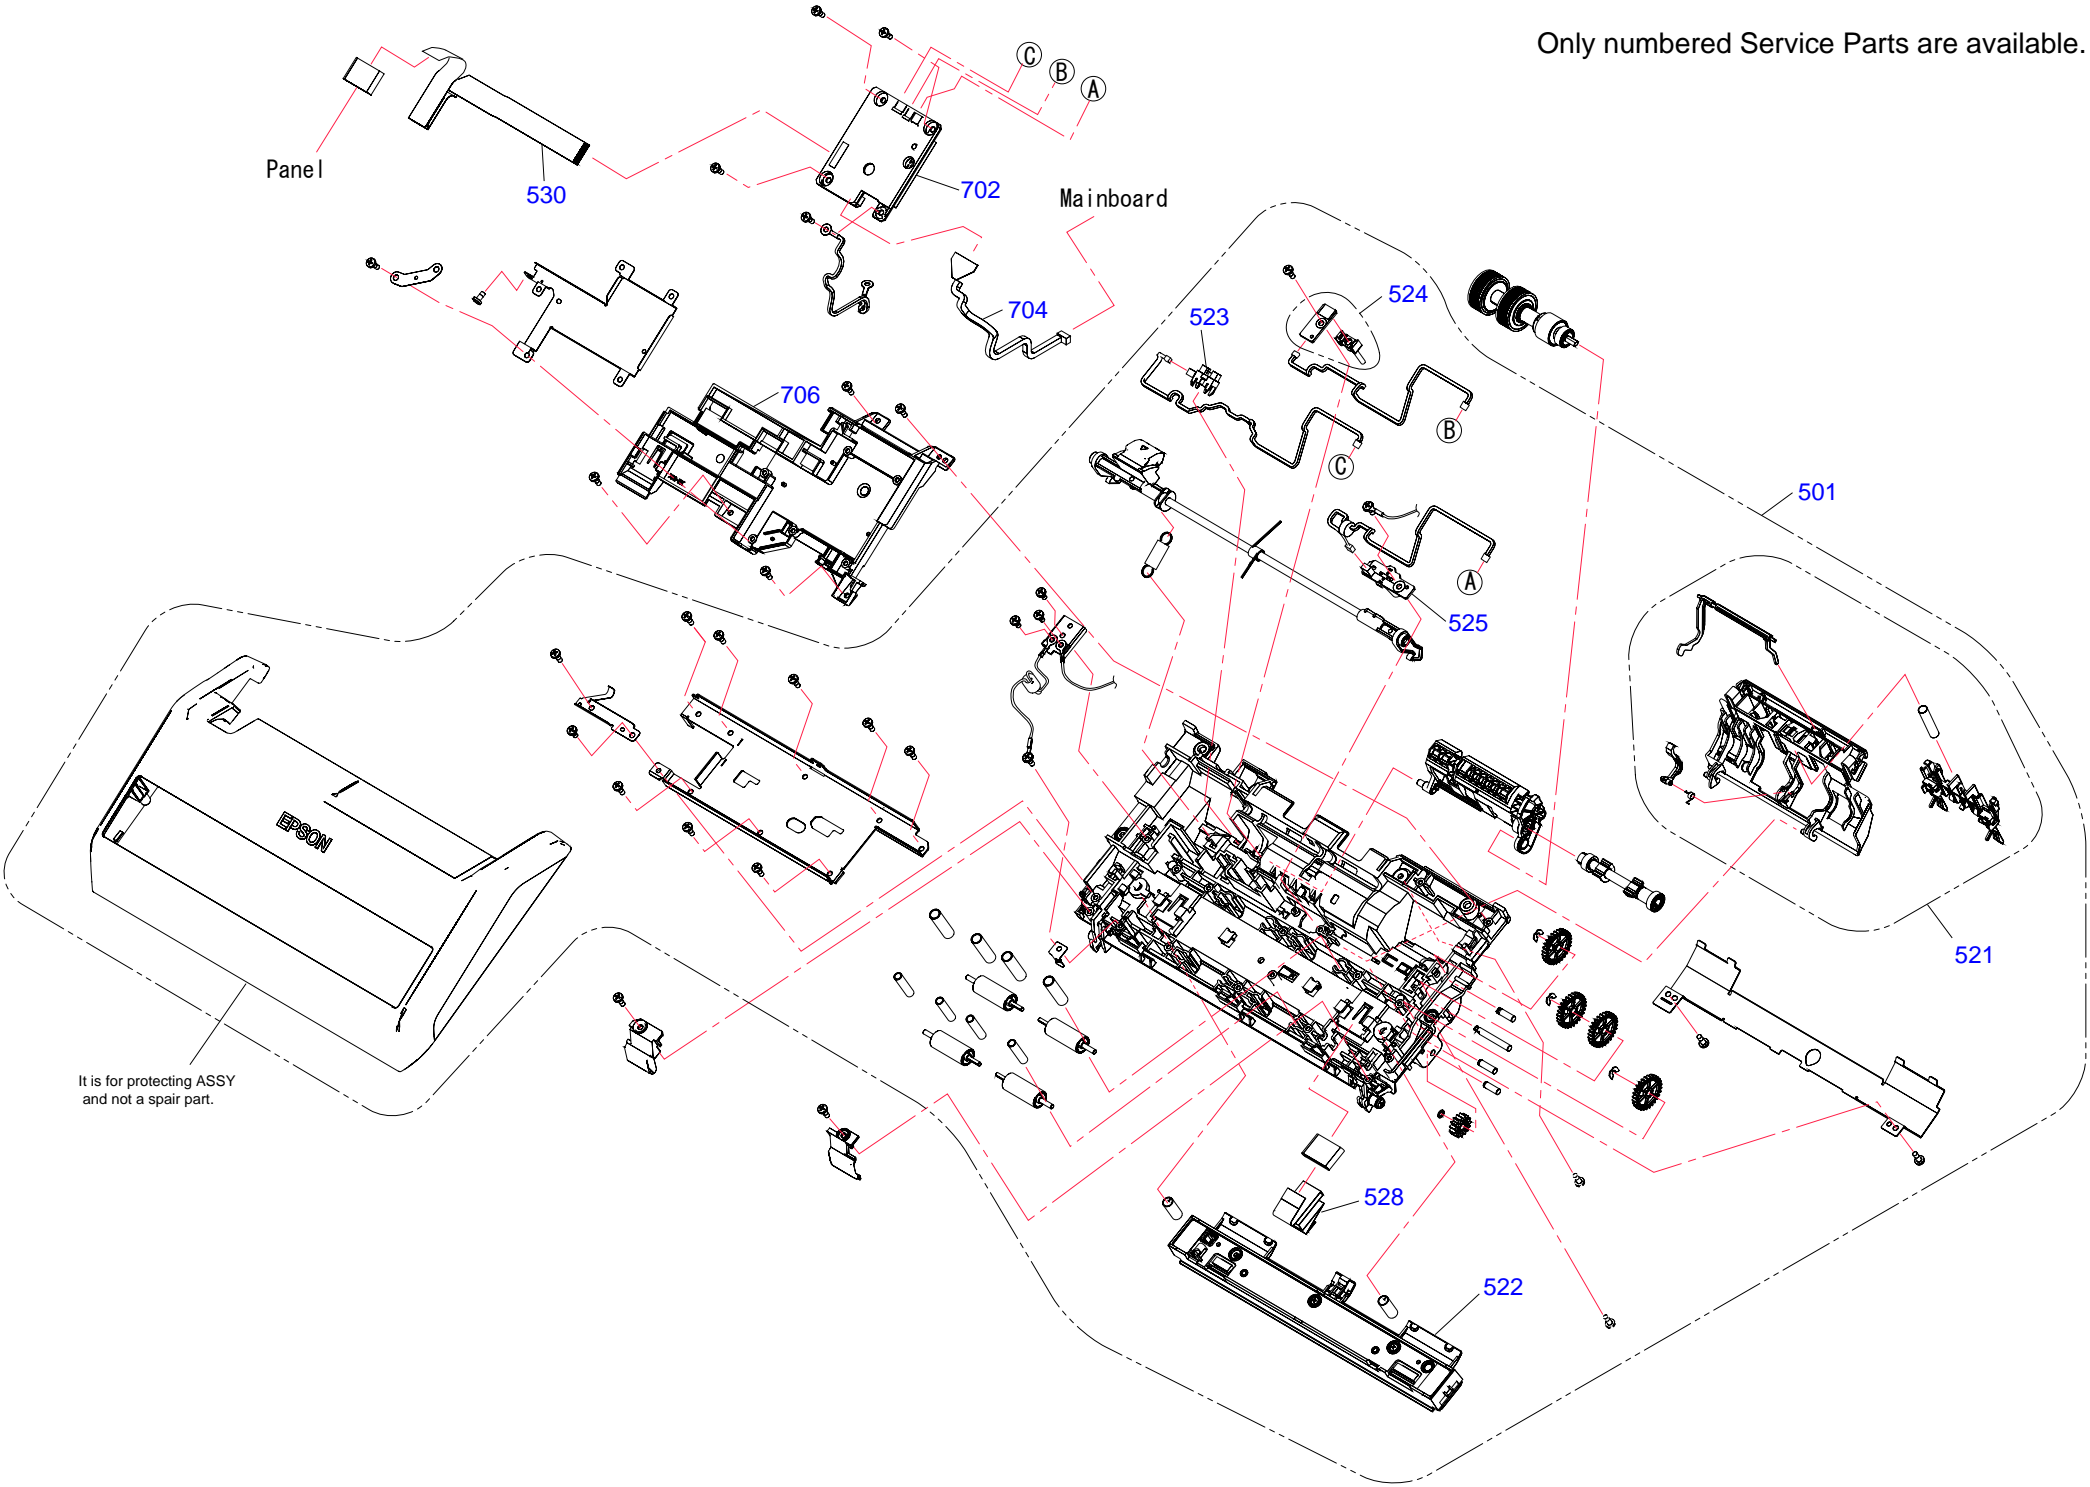 Only numbered Service Parts are available.
C
B
A
Panel
530
702
Mainboard
704
523
524
706
B
C
501
A
525
EPSON
521
It is for protecting ASSY
and not a spair part.
528
522